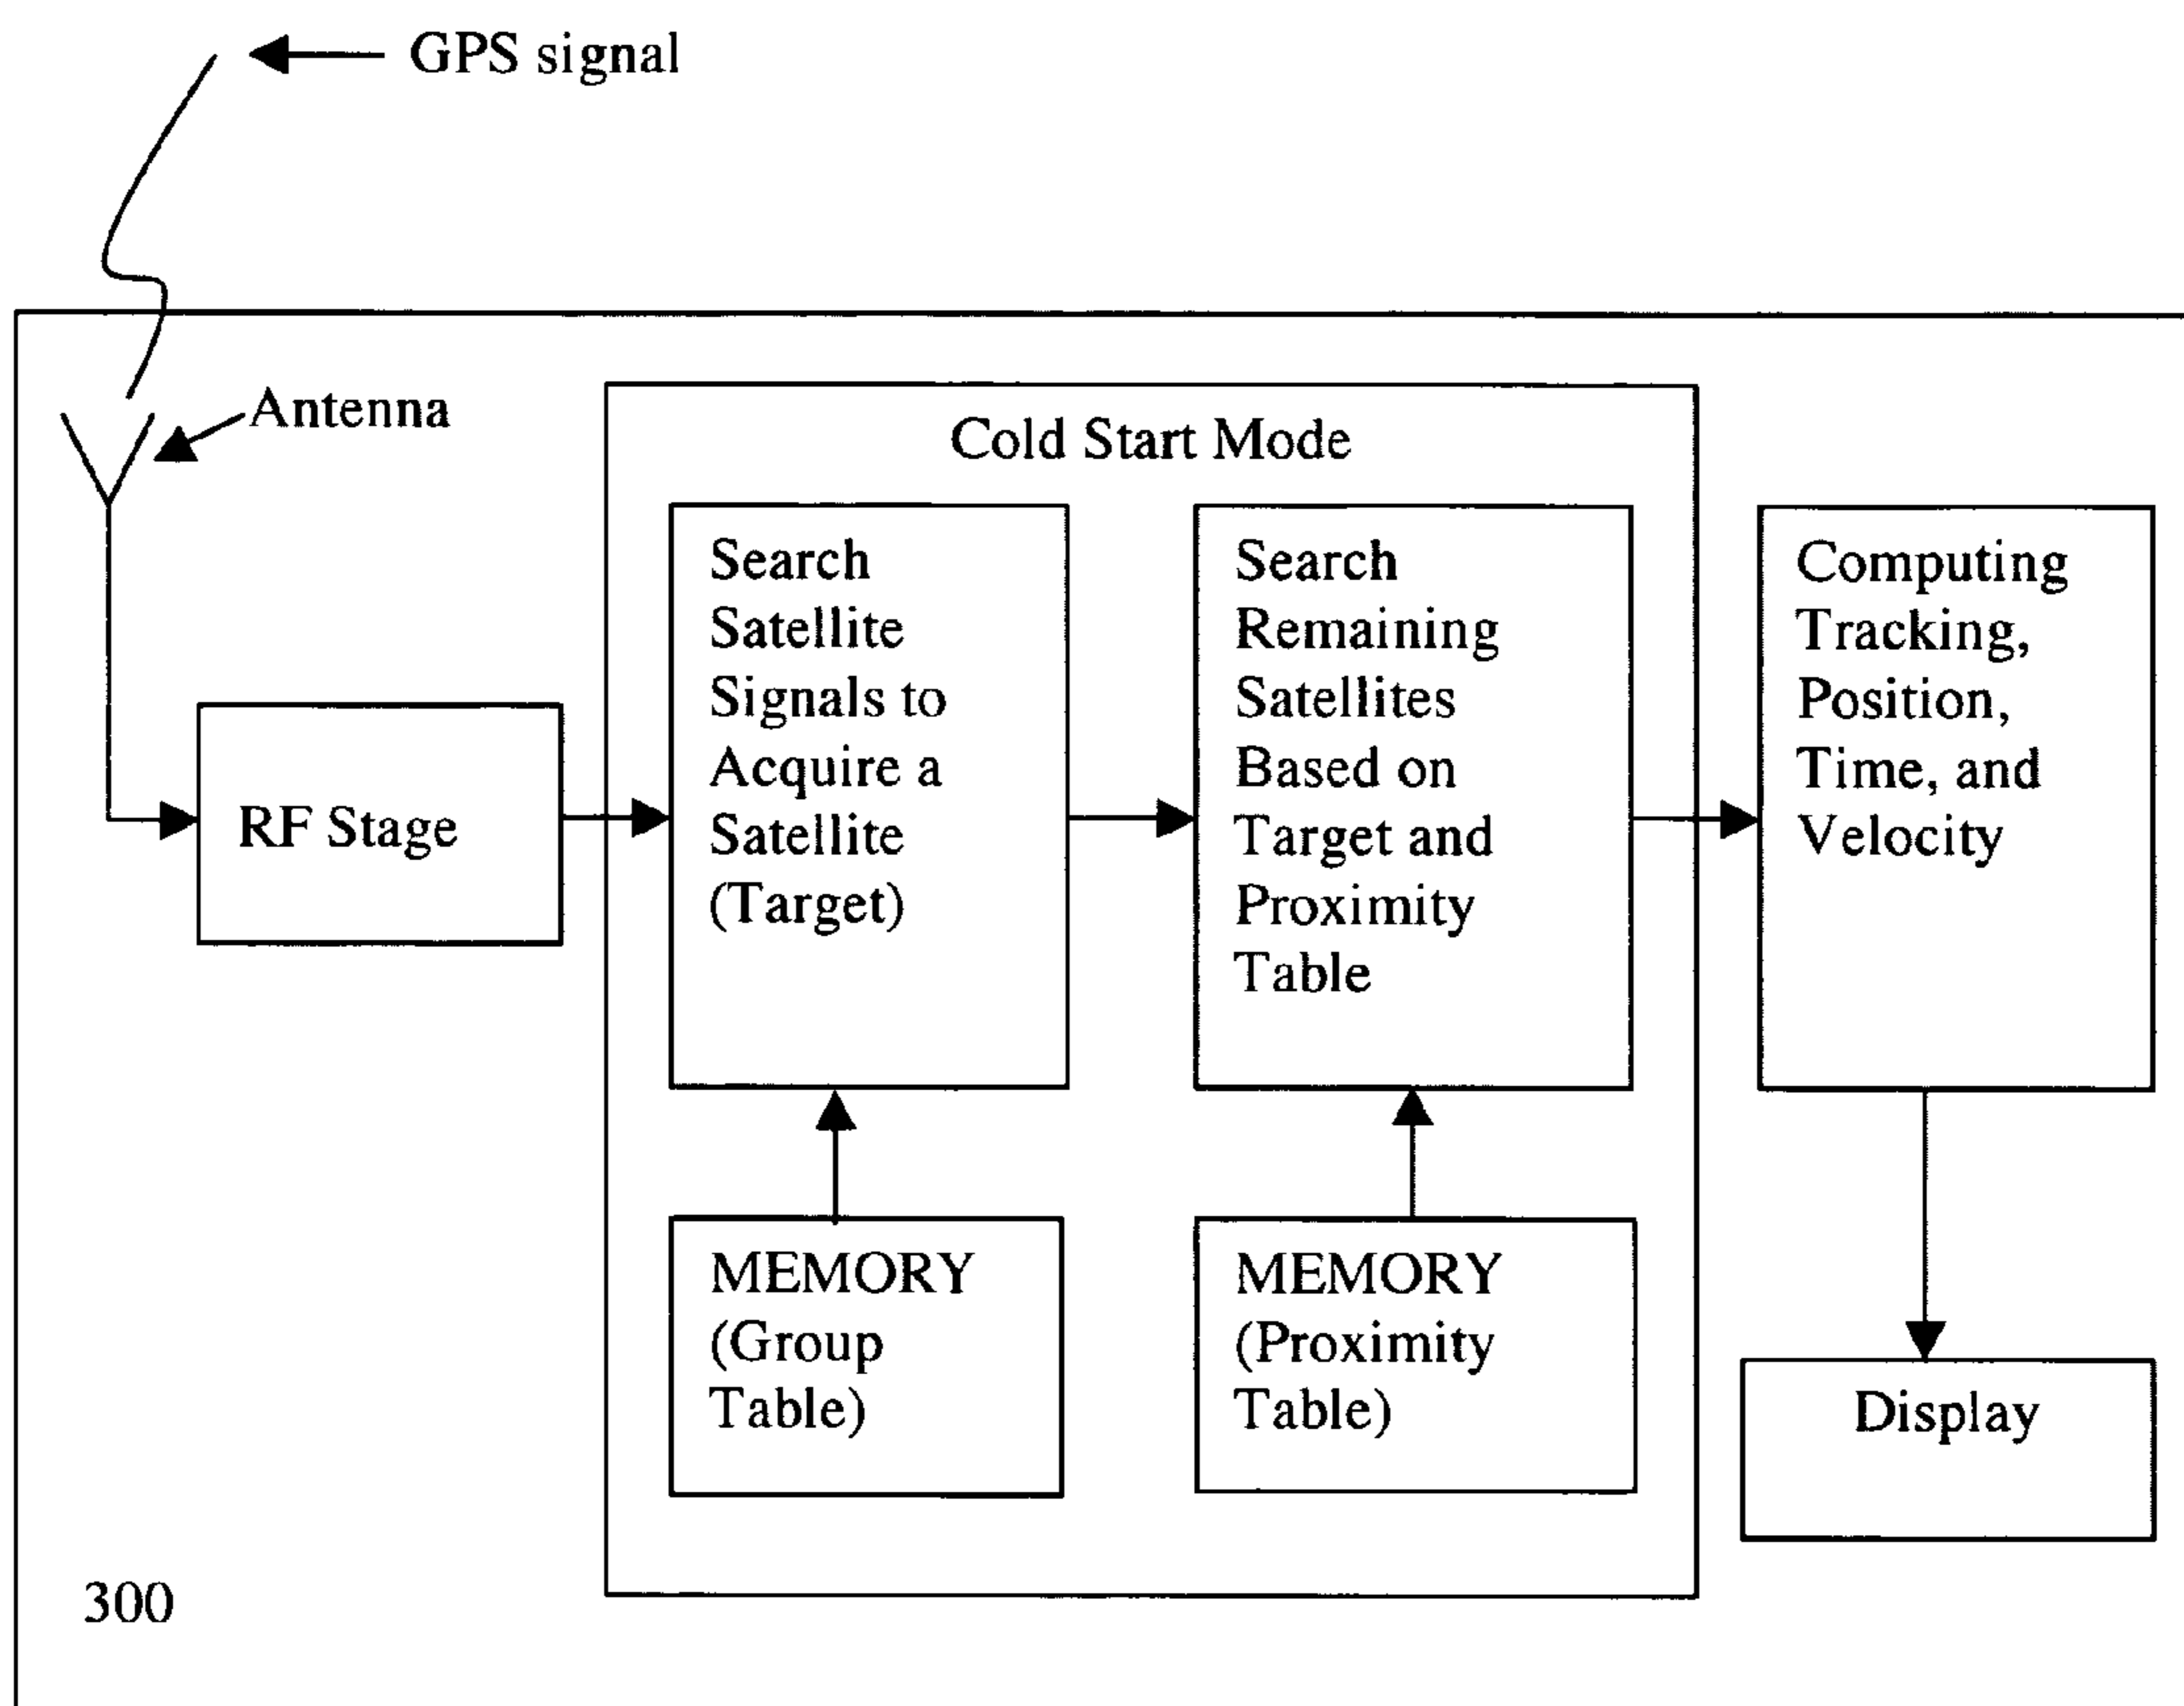 GPS signal
Antenna
Cold Start Mode
RF Stage
Search
Satellite
Signals to
Acquire a
Satellite
(Target)
Search
Remaining
Satellites
Based on
Target and
Proximity
Table
Computing
Tracking,
Position,
Time, and
Velocity
MEMORY
(Group
Table)
MEMORY
(Proximity
Table)
Display
300